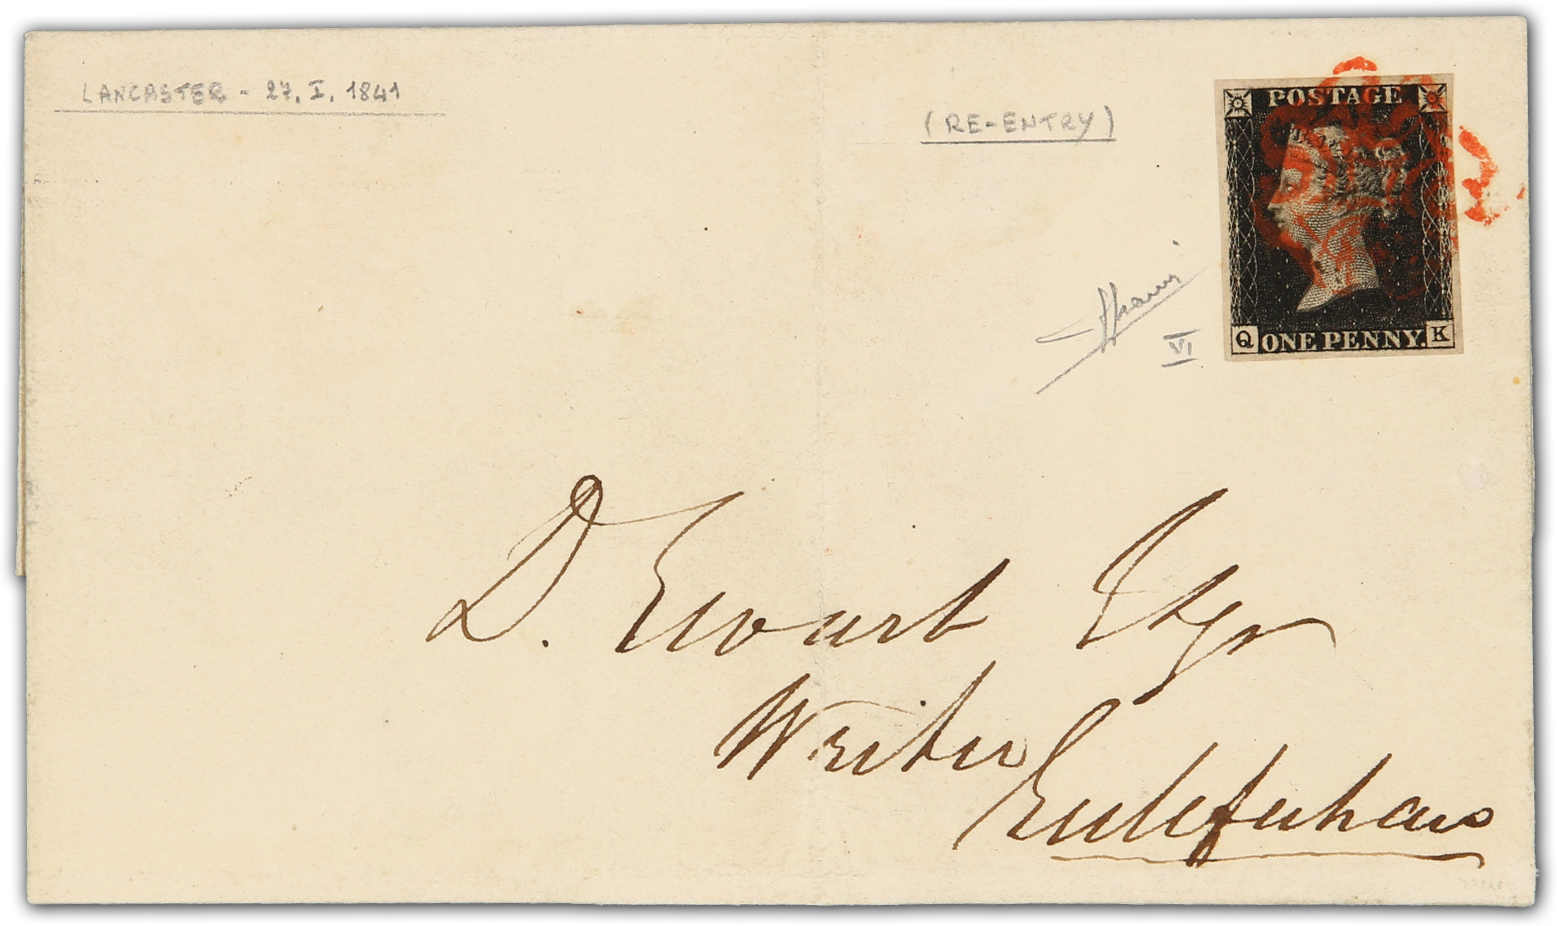 LANCASTER - 27. I. 1841
(RE-ENTRY)
POSTAGE
VI
Q ONE PENNY. K
D. Ewart Esqr
Writer